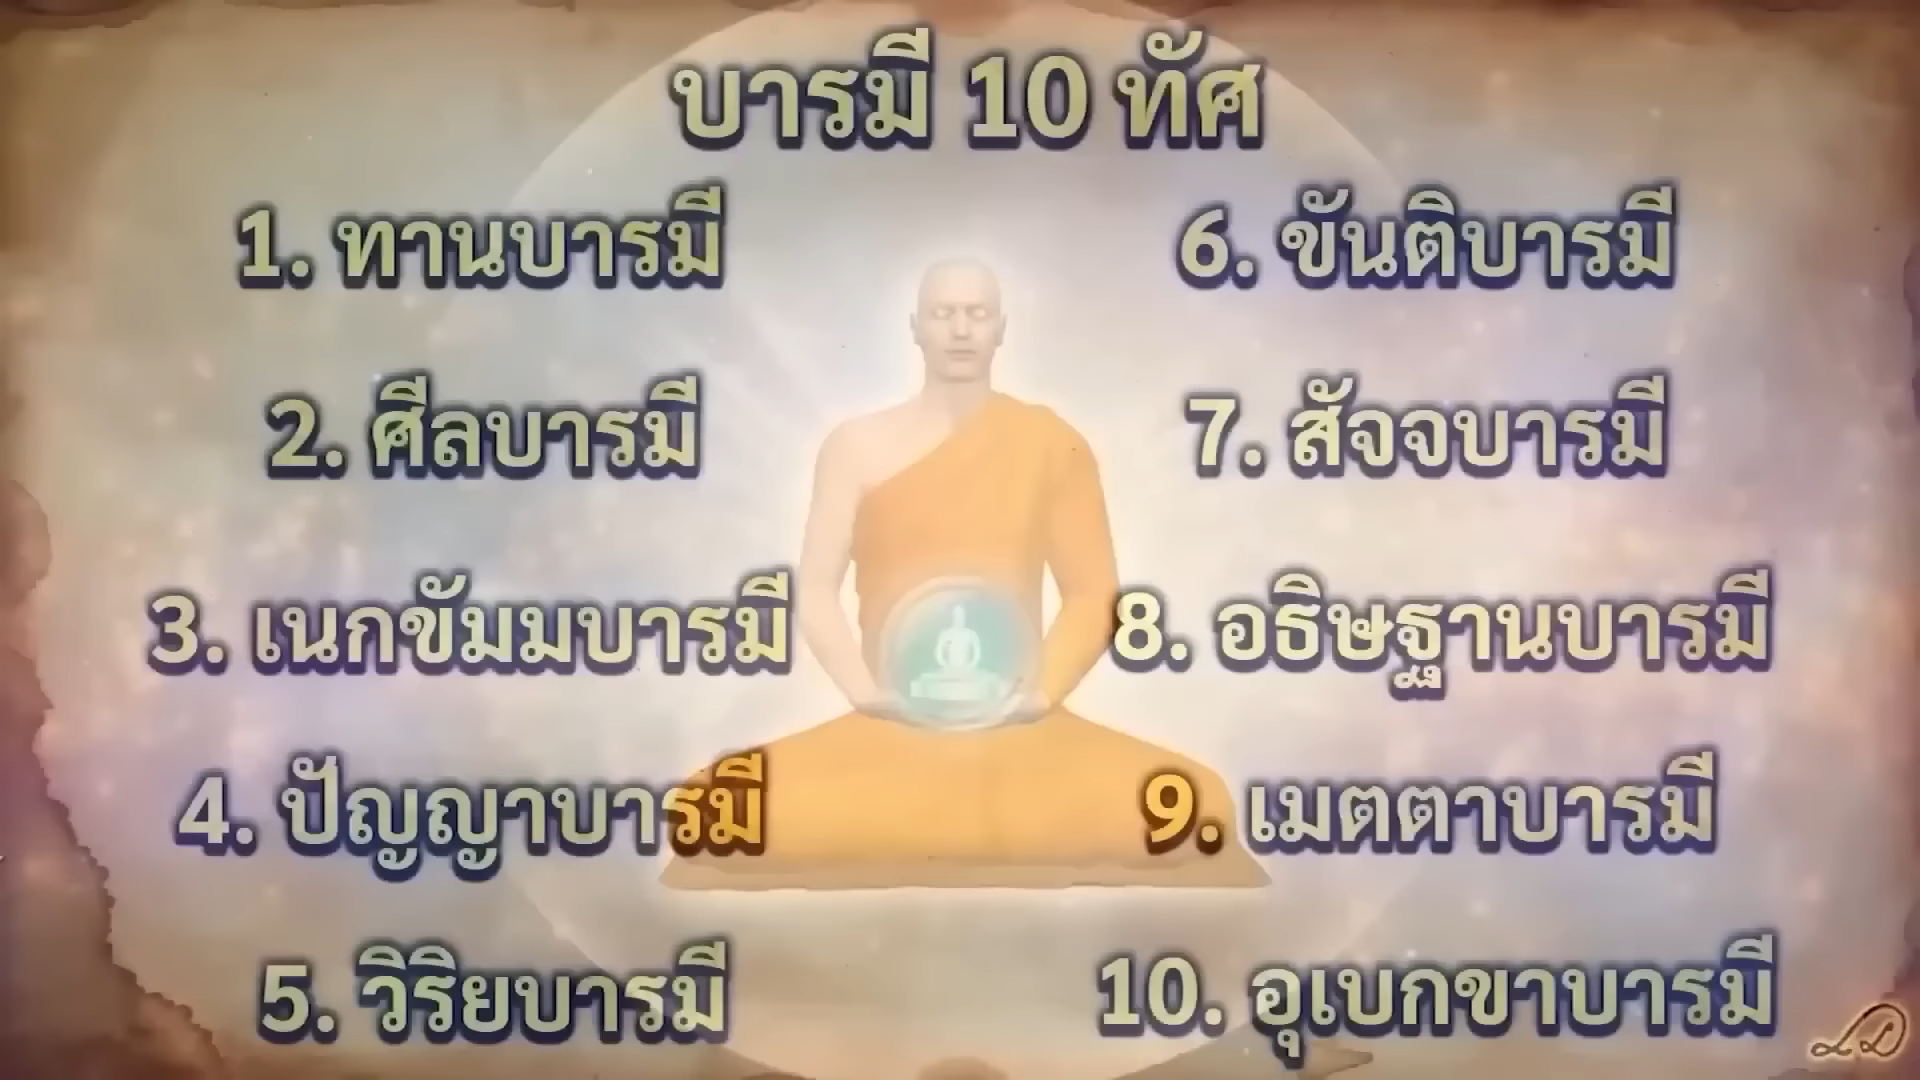 บารมี 10 ทัศ
1. ทานบารมี
2. ศีลบารมี
3. เนกขัมมบารมี
4. ปัญญาบารมี
5. วิริยบารมี
6. ขันติบารมี
7. สัจจบารมี
8. อธิษฐานบารมี
9. เมตตาบารมี
10. อุเบกขาบารมี